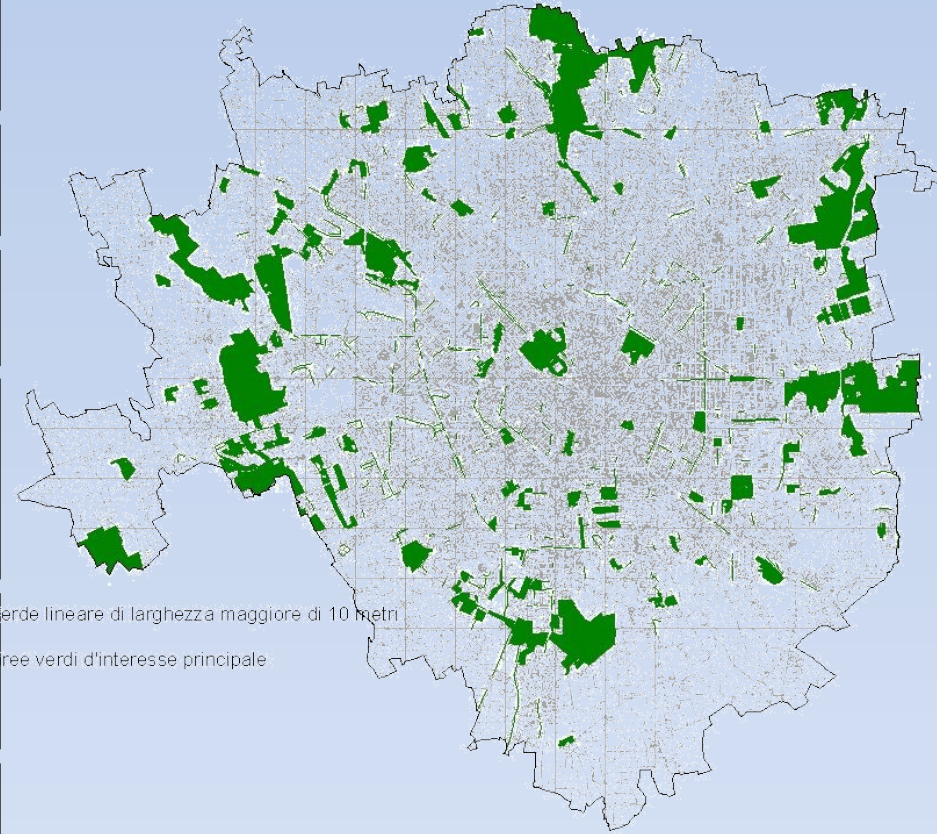 erde lineare di larghezza maggiore di 10 metri
ree verdi d'interesse principale